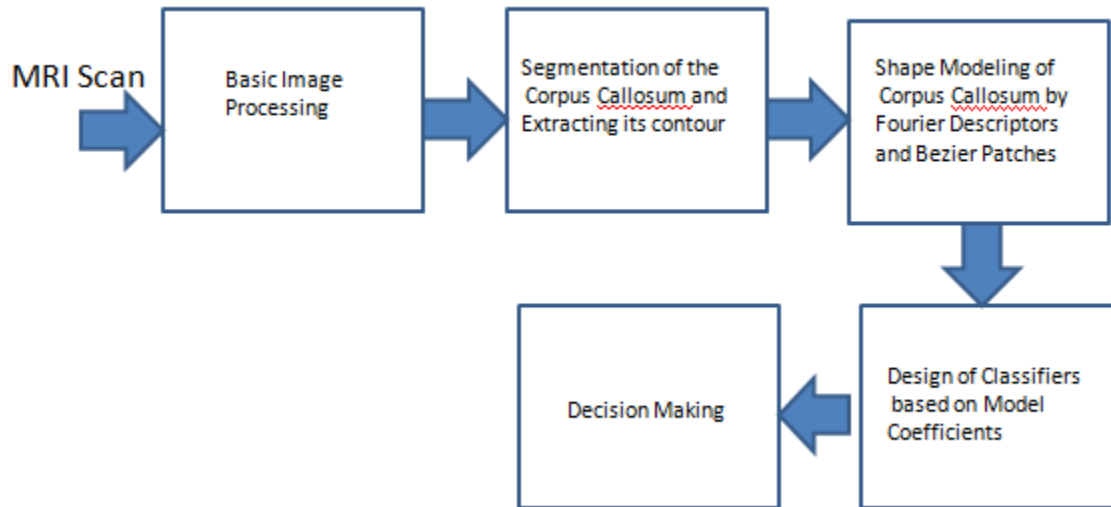 MRI Scan
Basic Image
Processing
Segmentation of the
Corpus Callosum and
Extracting its contour
Shape Modeling of
Corpus Callosum by
Fourier Descriptors
and Bezier Patches
Design of Classifiers
based on Model
Coefficients
Decision Making